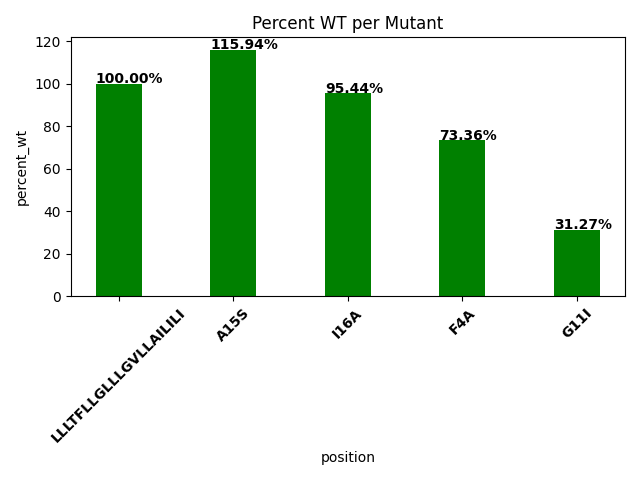 Percent WT per Mutant
percent_wt
120
100
80
60
40
20
0
100.00%
115.94%
95.44%
73.36%
31.27%
LLLTFLLGLLLGVLLAILILI
A15S
I16A
F4A
G11I
position